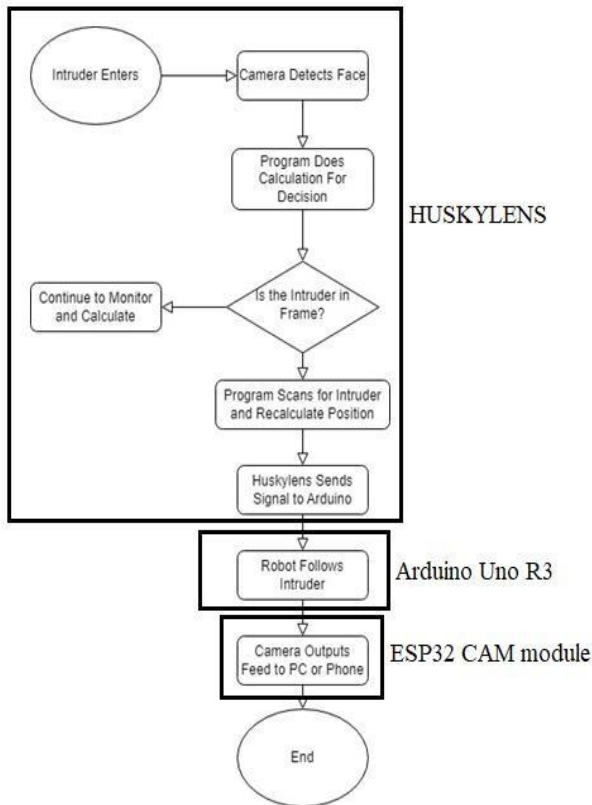 Intruder Enters
Camera Detects Face
Program Does
Calculation For
Decision
HUSKYLENS
Is the Intruder in
Frame?
Continue to Monitor
and Calculate
Program Scans for Intruder
and Recalculate Position
Huskylens Sends
Signal to Arduino
Robot Follows
Intruder
Arduino Uno R3
Camera Outputs
Feed to PC or Phone
ESP32 CAM module
End